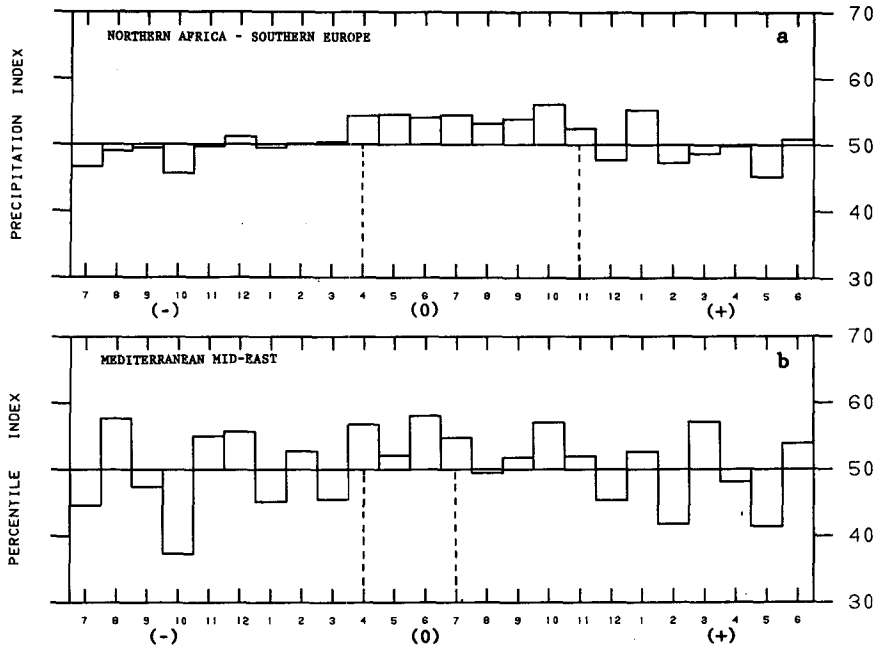 NORTHERN AFRICA - SOUTHERN EUROPE
a
PRECIPITATION INDEX
70
60
50
40
30
7 8 9 10 11 12 1 2 3 4 5 6 7 8 9 10 11 12 1 2 3 4 5 6
(-) (0) (+)
MEDITERRANEAN MID-EAST
b
PERCENTILE INDEX
70
60
50
40
30
7 8 9 10 11 12 1 2 3 4 5 6 7 8 9 10 11 12 1 2 3 4 5 6
(-) (0) (+)